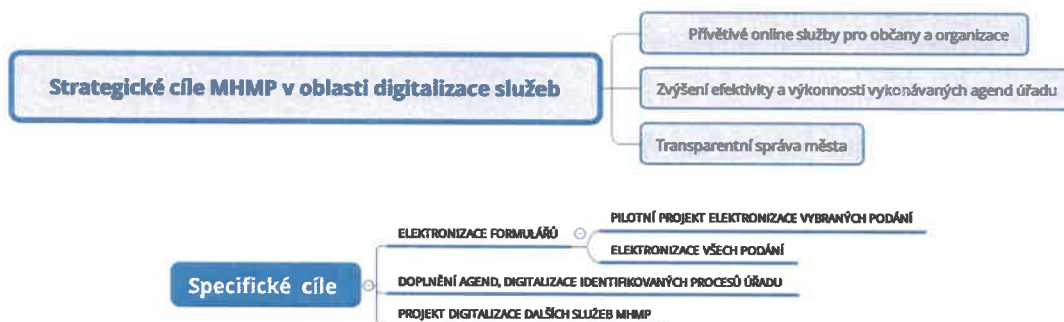 Strategické cíle MHMP v oblasti digitalizace služeb
Přívětivé online služby pro občany a organizace
Zvýšení efektivity a výkonnosti vykonávaných agend úřadu
Transparentní správa města
Specifické cíle
ELEKTRONIZACE FORMULÁŘŮ
PILOTNÍ PROJEKT ELEKTRONIZACE VYBRANÝCH PODÁNÍ
ELEKTRONIZACE VŠECH PODÁNÍ
DOPLNĚNÍ AGEND, DIGITALIZACE IDENTIFIKOVANÝCH PROCESŮ ÚŘADU
PROJEKT DIGITALIZACE DALŠÍCH SLUŽEB MHMP